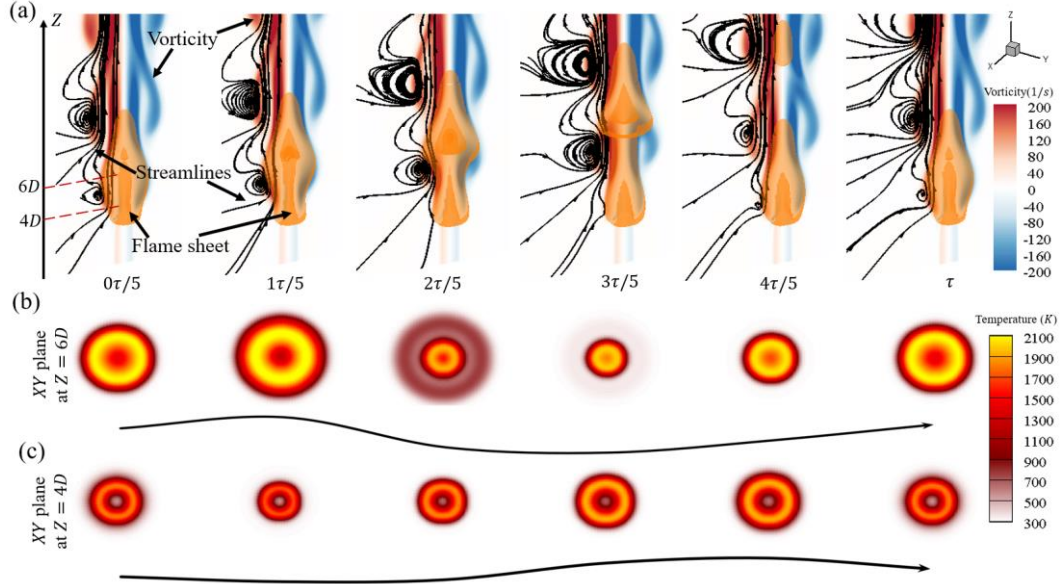 (a)
Z
Vorticity
Streamlines
6D
4D
Flame sheet
0τ/5
1τ/5
2τ/5
3τ/5
4τ/5
τ
Z
X
Y
Vorticity(1/s)
200
160
120
80
40
0
-40
-80
-120
-160
-200
(b)
XY plane
at Z = 6D
(c)
XY plane
at Z = 4D
Temperature (K)
2100
1900
1700
1500
1300
1100
900
700
500
300